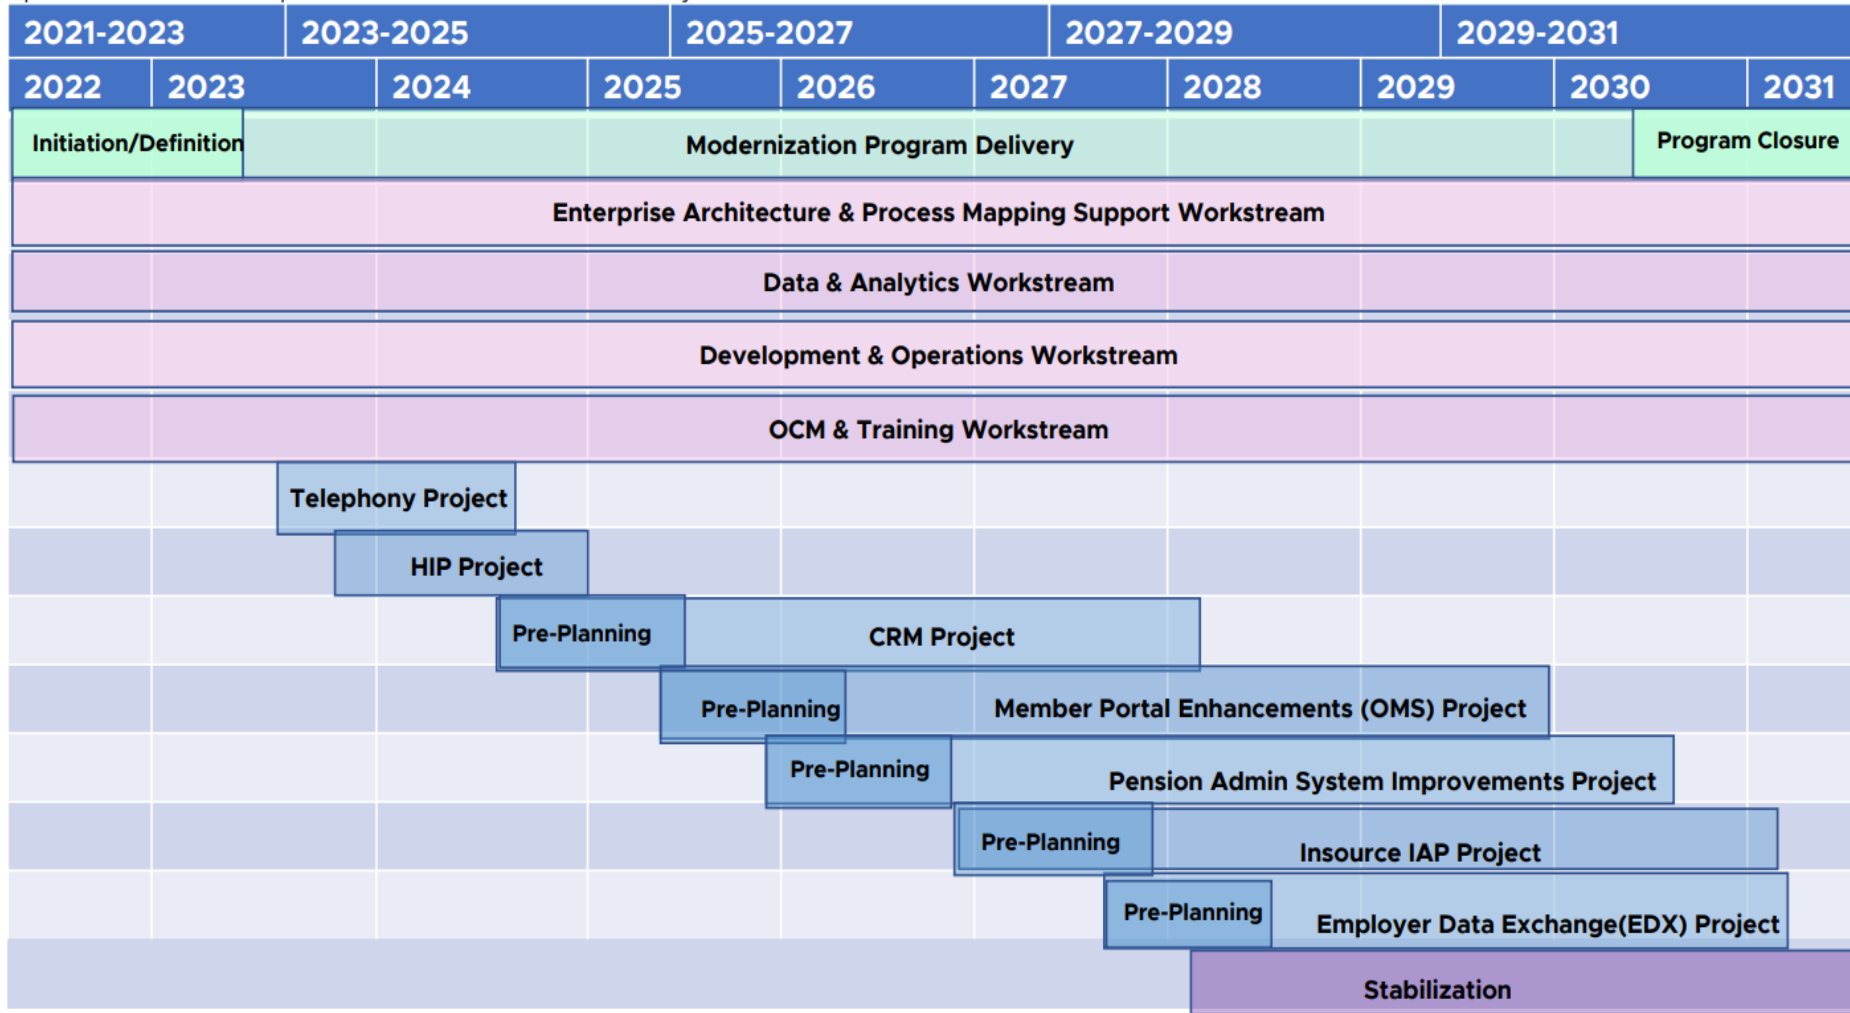 2021-2023 2023-2025 2025-2027 2027-2029 2029-2031
2022 2023 2024 2025 2026 2027 2028 2029 2030 2031
Initiation/Definition Modernization Program Delivery Program Closure
Enterprise Architecture & Process Mapping Support Workstream
Data & Analytics Workstream
Development & Operations Workstream
OCM & Training Workstream
Telephony Project
HIP Project
Pre-Planning CRM Project
Pre-Planning Member Portal Enhancements (OMS) Project
Pre-Planning Pension Admin System Improvements Project
Pre-Planning Insource IAP Project
Pre-Planning Employer Data Exchange(EDX) Project
Stabilization